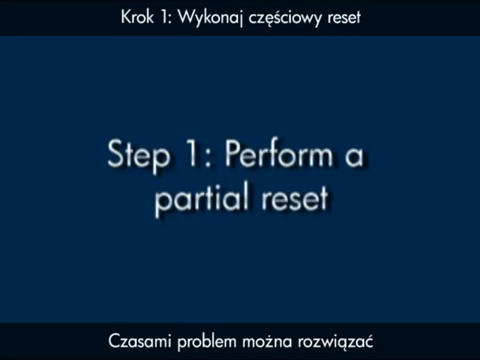 Krok 1: Wykonaj częściowy reset
Step 1: Perform a
partial reset
Czasami problem można rozwiązać